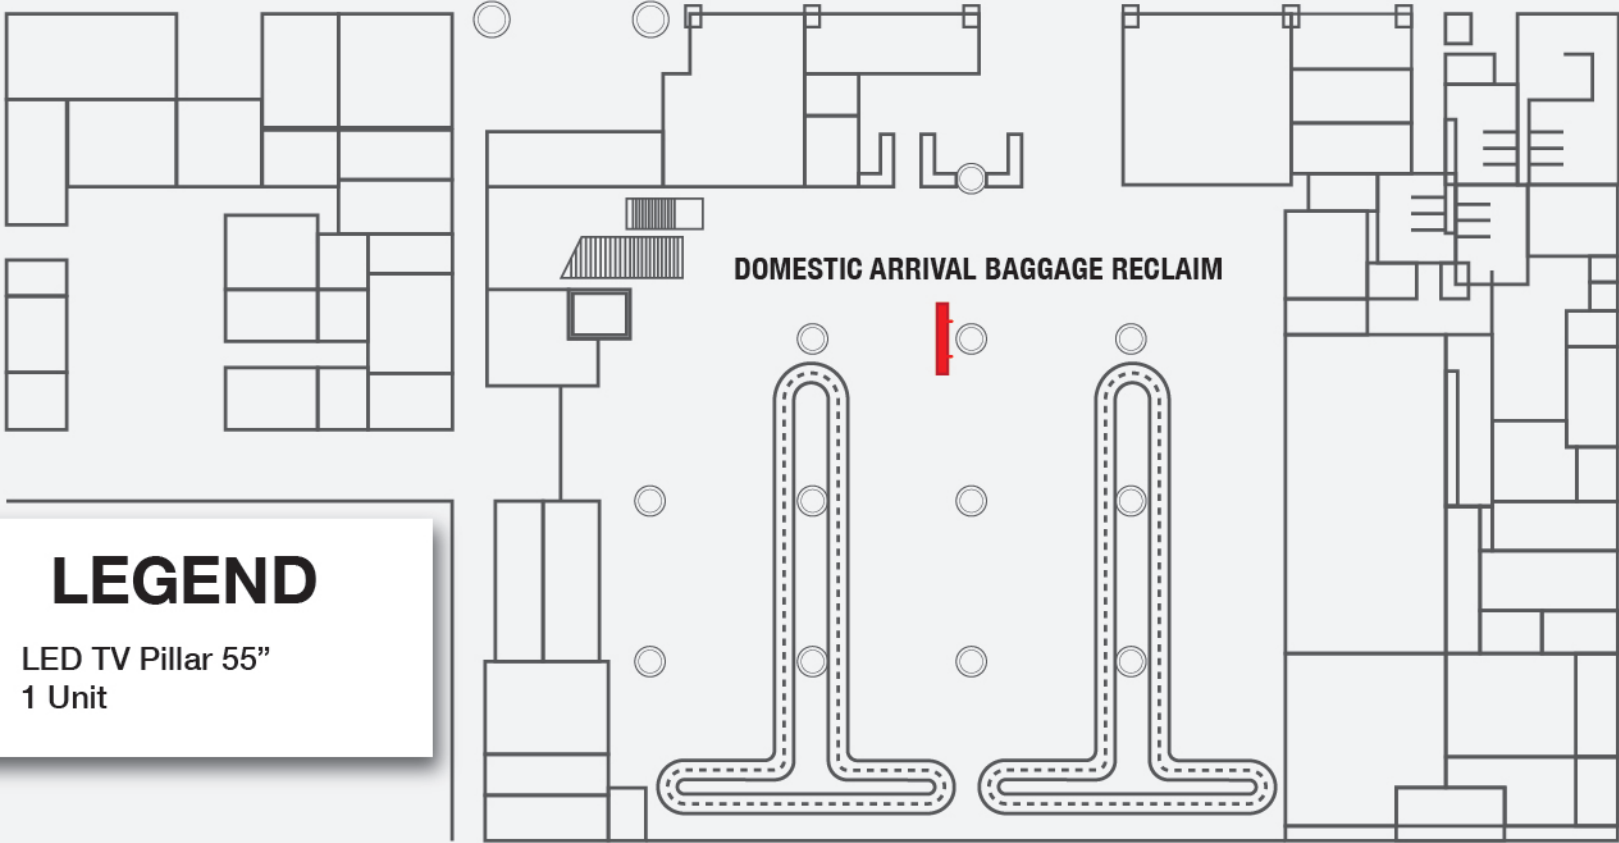 DOMESTIC ARRIVAL BAGGAGE RECLAIM
LEGEND
LED TV Pillar 55”
1 Unit